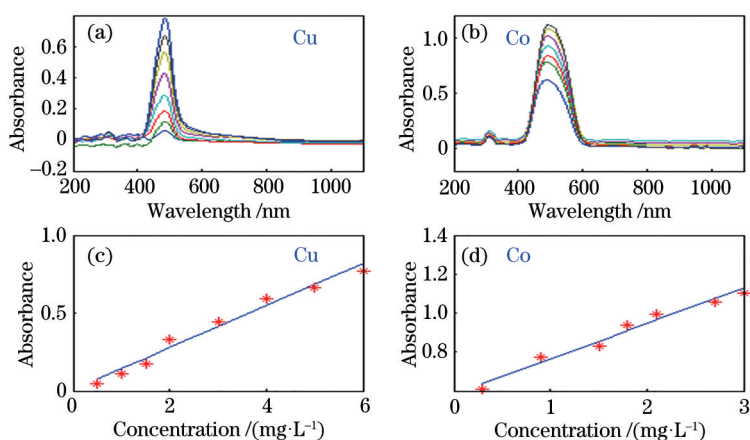 (a)
Cu
0.6
0.4
0.2
0
−0.2
200
400
600
800
1000
Absorbance
Wavelength /nm
(b)
Co
1.0
0.5
0
200
400
600
800
1000
Absorbance
Wavelength /nm
(c)
Cu
1.0
0.5
0
0
2
4
6
Absorbance
Concentration /(mg·L⁻¹)
(d)
Co
1.4
1.2
1.0
0.8
0
1
2
3
Absorbance
Concentration /(mg·L⁻¹)